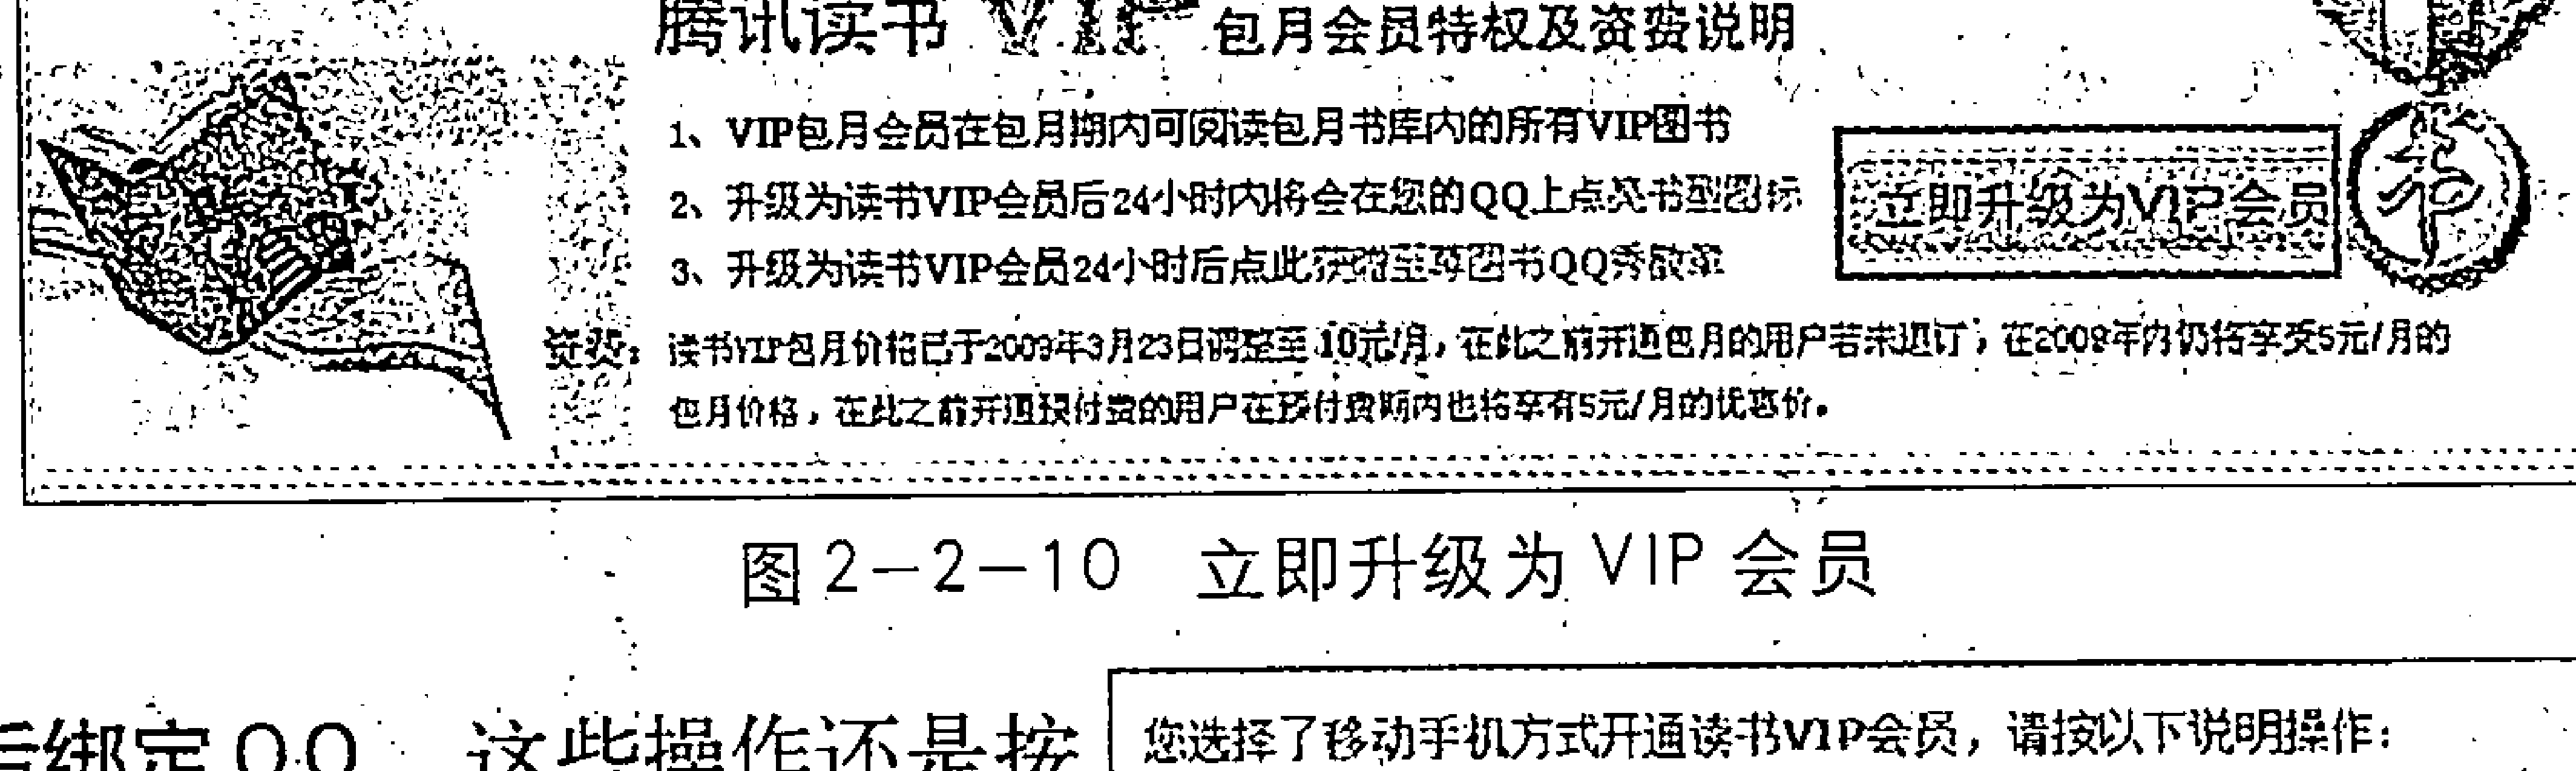 腾讯读书 VIP 包月会员特权及资费说明
1、VIP包月会员在包月期内可阅读包月书库内的所有VIP图书
2、升级为读书VIP会员后24小时内将会在您的QQ上点亮书型图标
3、升级为读书VIP会员24小时后点此获赠至尊图书QQ秀散
立即升级为VIP会员
资费：读书VIP包月价格已于2009年3月23日调整至10元/月，在此之前开通包月的用户若未退订，在2009年内仍将享受5元/月的
包月价格，在此之前开通预付费的用户在预付费期内也将享有5元/月的优惠价。
图2-2-10 立即升级为VIP会员
后绑定QQ 这些操作还是按
您选择了移动手机方式开通读书VIP会员，请按以下说明操作：